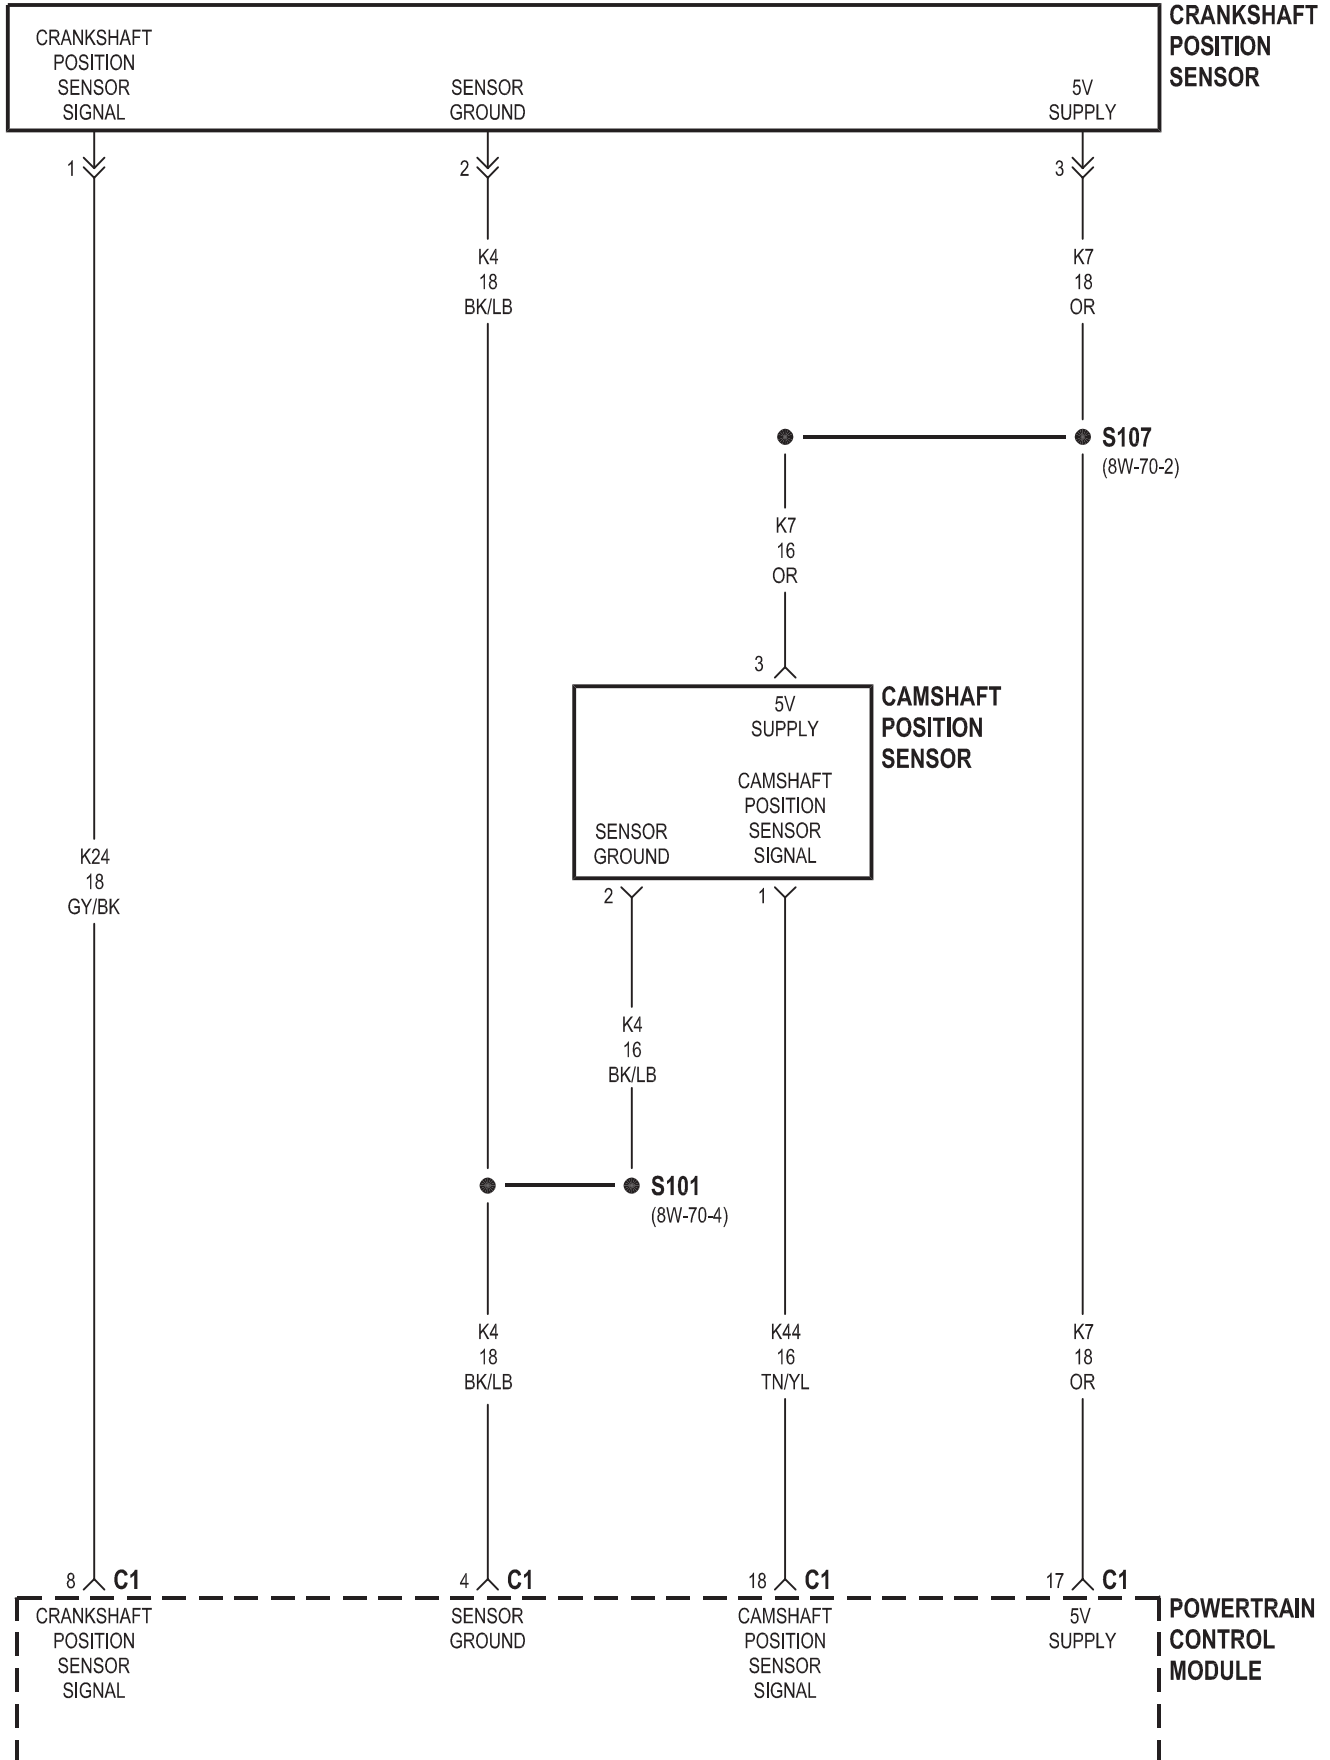 CRANKSHAFT
POSITION
SENSOR
CRANKSHAFT
POSITION
SENSOR
SIGNAL
SENSOR
GROUND
5V
SUPPLY
1
2
3
K4
18
BK/LB
K7
18
OR
S107
(8W-70-2)
K7
16
OR
3
5V
SUPPLY
CAMSHAFT
POSITION
SENSOR
CAMSHAFT
POSITION
SENSOR
SIGNAL
SENSOR
GROUND
K24
18
GY/BK
2
1
K4
16
BK/LB
S101
(8W-70-4)
K4
18
BK/LB
K44
16
TN/YL
K7
18
OR
8 C1
4 C1
18 C1
17 C1
CRANKSHAFT
POSITION
SENSOR
SIGNAL
SENSOR
GROUND
CAMSHAFT
POSITION
SENSOR
SIGNAL
5V
SUPPLY
POWERTRAIN
CONTROL
MODULE